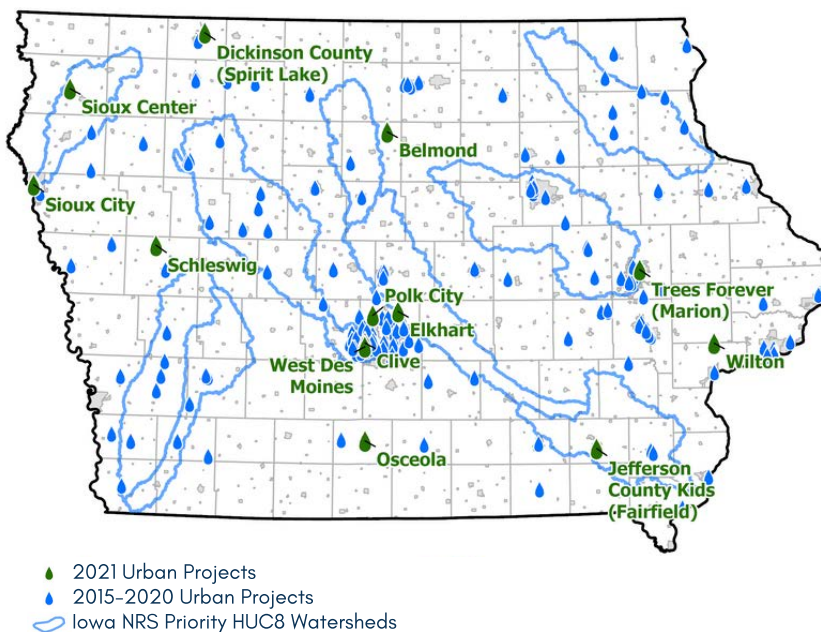 Dickinson County
(Spirit Lake)
Sioux Center
Belmond
Sioux City
Schleswig
Trees Forever
(Marion)
Polk City
Elkhart
West Des
Moines
Clive
Wilton
Osceola
Jefferson
County Kids
(Fairfield)
2021 Urban Projects
2015-2020 Urban Projects
Iowa NRS Priority HUC8 Watersheds